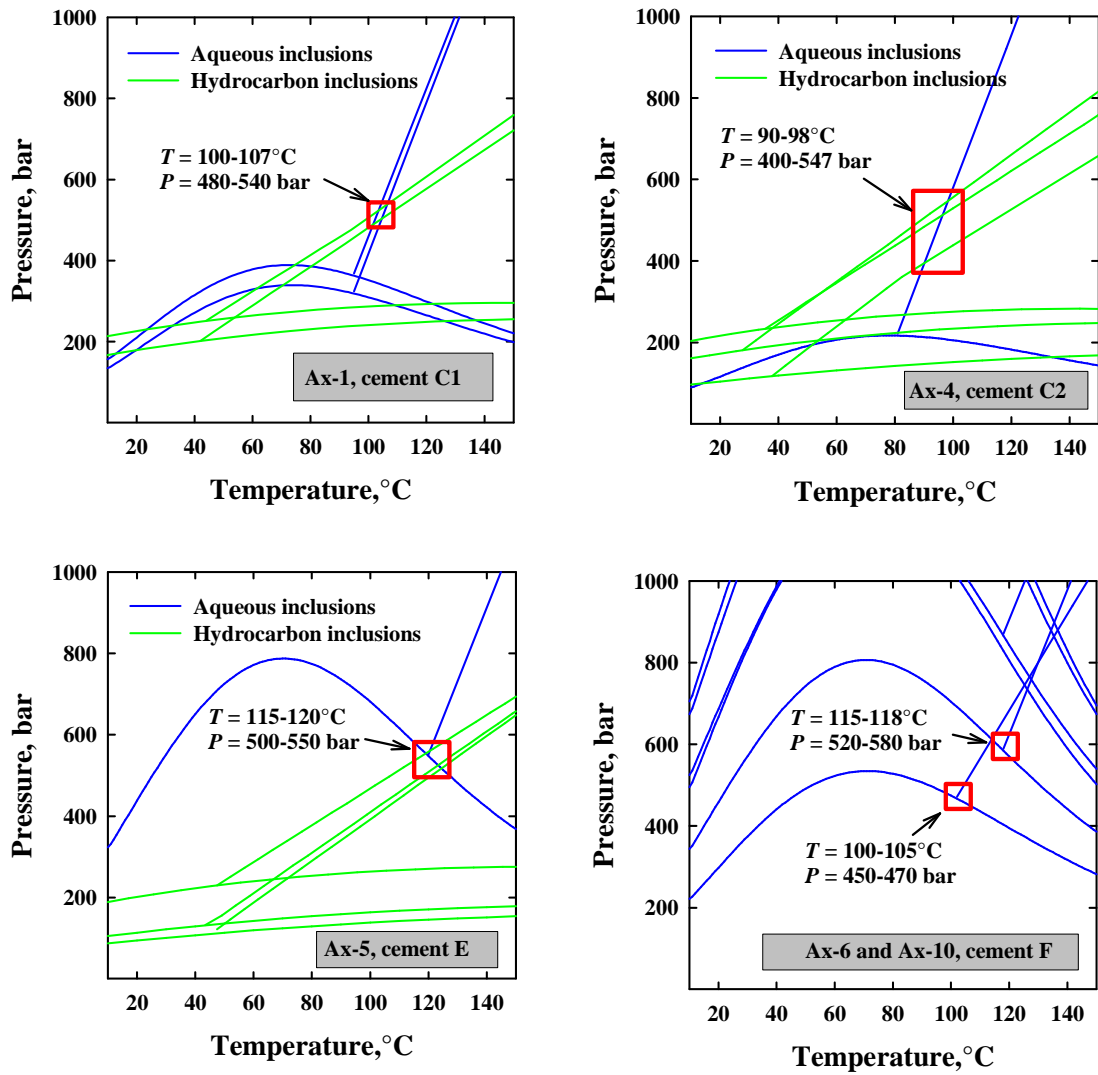 1000
800
600
400
200
Pressure, bar
Aqueous inclusions
Hydrocarbon inclusions
T = 100-107°C
P = 480-540 bar
Ax-1, cement C1
20 40 60 80 100 120 140
Temperature,°C
1000
800
600
400
200
Pressure, bar
Aqueous inclusions
Hydrocarbon inclusions
T = 90-98°C
P = 400-547 bar
Ax-4, cement C2
20 40 60 80 100 120 140
Temperature,°C
1000
800
600
400
200
Pressure, bar
Aqueous inclusions
Hydrocarbon inclusions
T = 115-120°C
P = 500-550 bar
Ax-5, cement E
20 40 60 80 100 120 140
Temperature,°C
1000
800
600
400
200
Pressure, bar
T = 115-118°C
P = 520-580 bar
T = 100-105°C
P = 450-470 bar
Ax-6 and Ax-10, cement F
20 40 60 80 100 120 140
Temperature,°C